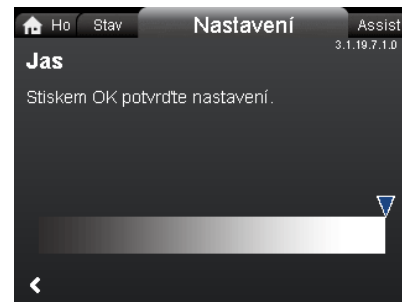 Ho Stav Nastavení Assist
3.1.19.7.1.0
Jas
Stiskem OK potvrďte nastavení.